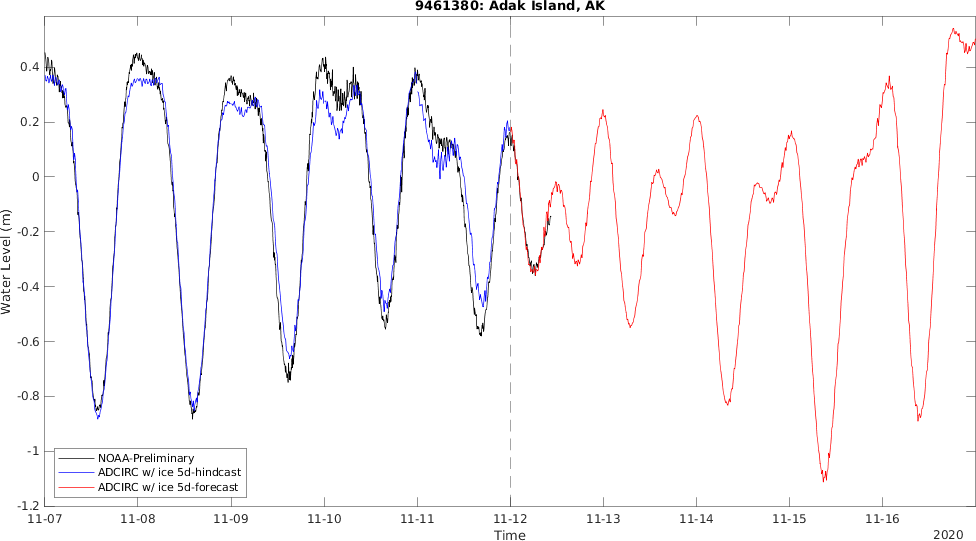 9461380: Adak Island, AK
Water Level (m)
0.4
0.2
0
-0.2
-0.4
-0.6
-0.8
-1
-1.2
NOAA-Preliminary
ADCIRC w/ ice 5d-hindcast
ADCIRC w/ ice 5d-forecast
11-07 11-08 11-09 11-10 11-11 11-12 11-13 11-14 11-15 11-16
Time
2020